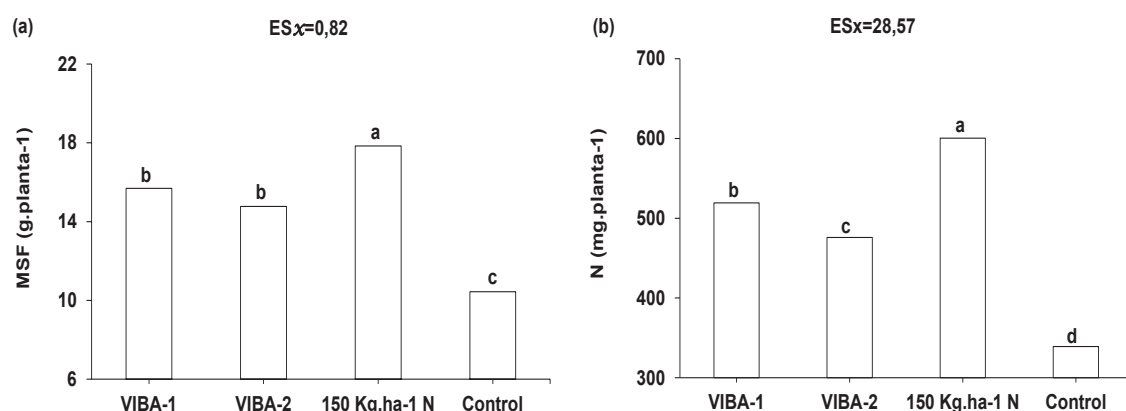 (a)
ESx=0,82
22
18
14
10
6
MSF (g.planta-1)
b
b
a
c
VIBA-1 VIBA-2 150 Kg.ha-1 N Control
(b)
ESx=28,57
700
600
500
400
300
N (mg.planta-1)
b
c
a
d
VIBA-1 VIBA-2 150 Kg.ha-1 N Control